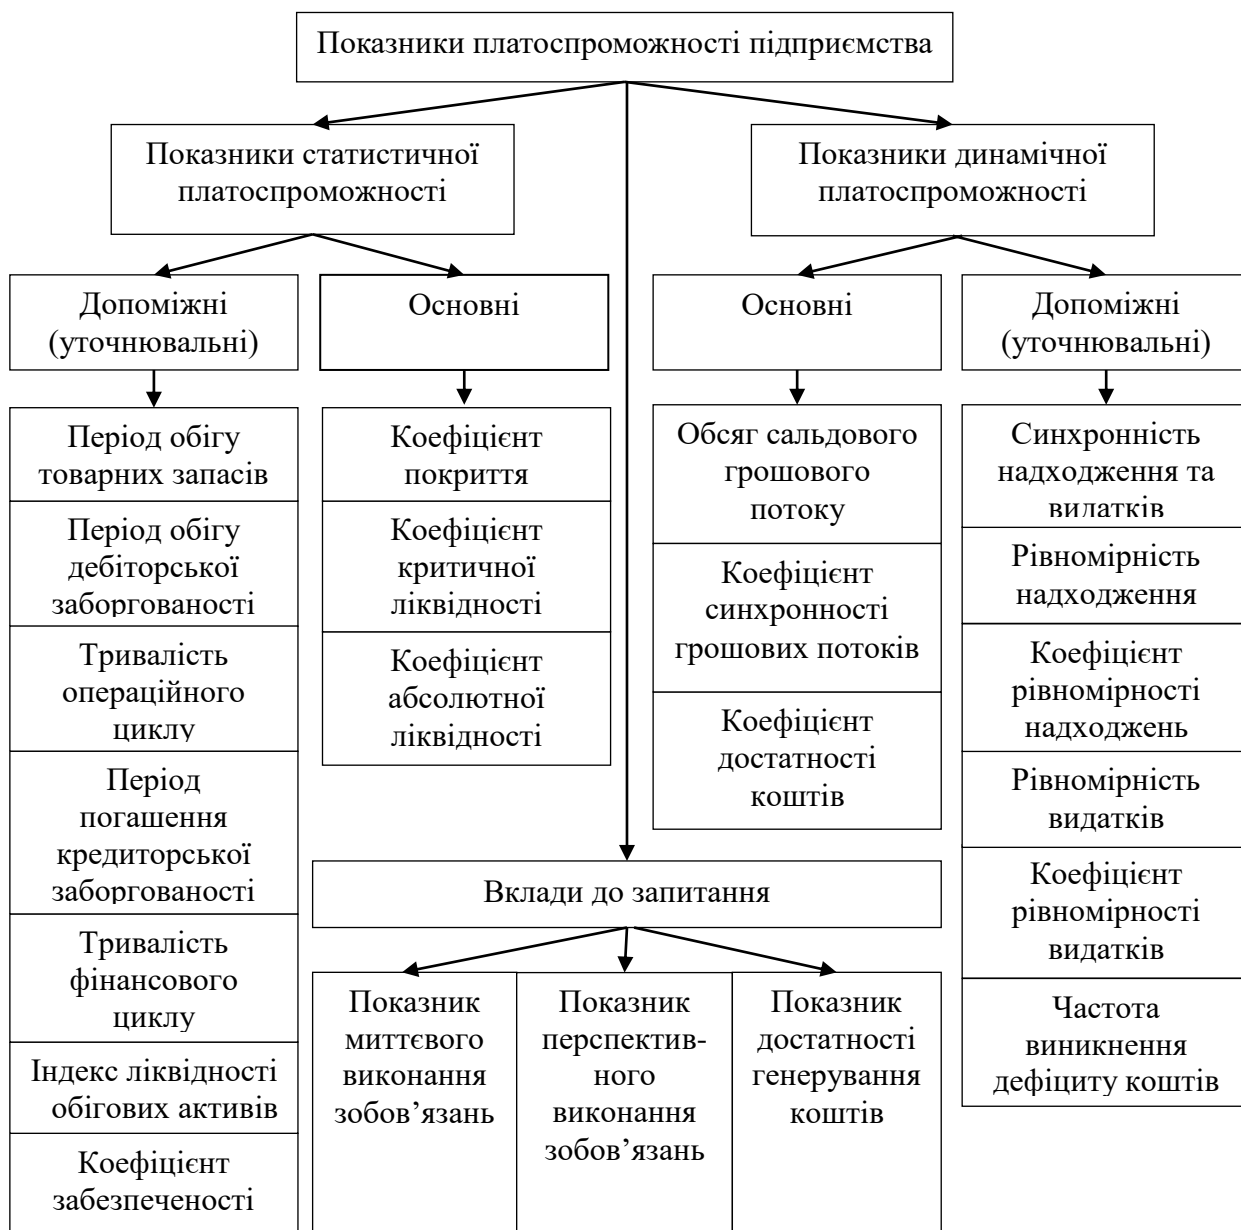 Показники платоспроможності підприємства
Показники статистичної
платоспроможності
Показники динамічної
платоспроможності
Допоміжні
(уточнювальні)
Основні
Основні
Допоміжні
(уточнювальні)
Період обігу
товарних запасів
Період обігу
дебіторської
заборгованості
Тривалість
операційного
циклу
Період
погашення
кредиторської
заборгованості
Тривалість
фінансового
циклу
Індекс ліквідності
обігових активів
Коефіцієнт
забезпеченості
Коефіцієнт
покриття
Коефіцієнт
критичної
ліквідності
Коефіцієнт
абсолютної
ліквідності
Обсяг сальдового
грошового
потоку
Коефіцієнт
синхронності
грошових потоків
Коефіцієнт
достатності
коштів
Синхронність
надходження та
видатків
Рівномірність
надходження
Коефіцієнт
рівномірності
надходжень
Рівномірність
видатків
Коефіцієнт
рівномірності
видатків
Частота
виникнення
дефіциту коштів
Вклади до запитання
Показник
миттєвого
виконання
зобов’язань
Показник
перспектив-
ного
виконання
зобов’язань
Показник
достатності
генерування
коштів